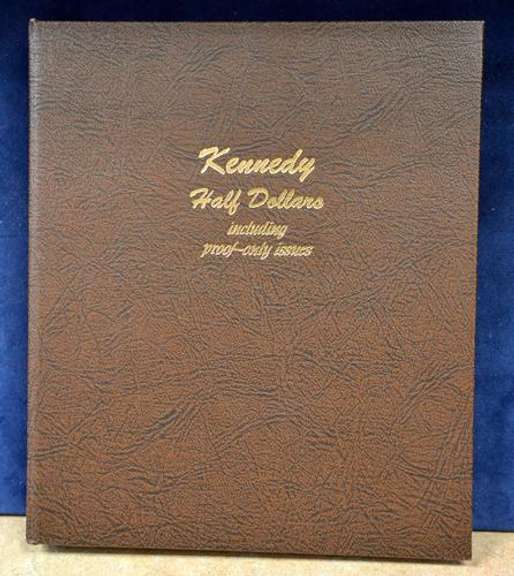 Kennedy
Half Dollars
including
proof-only issues